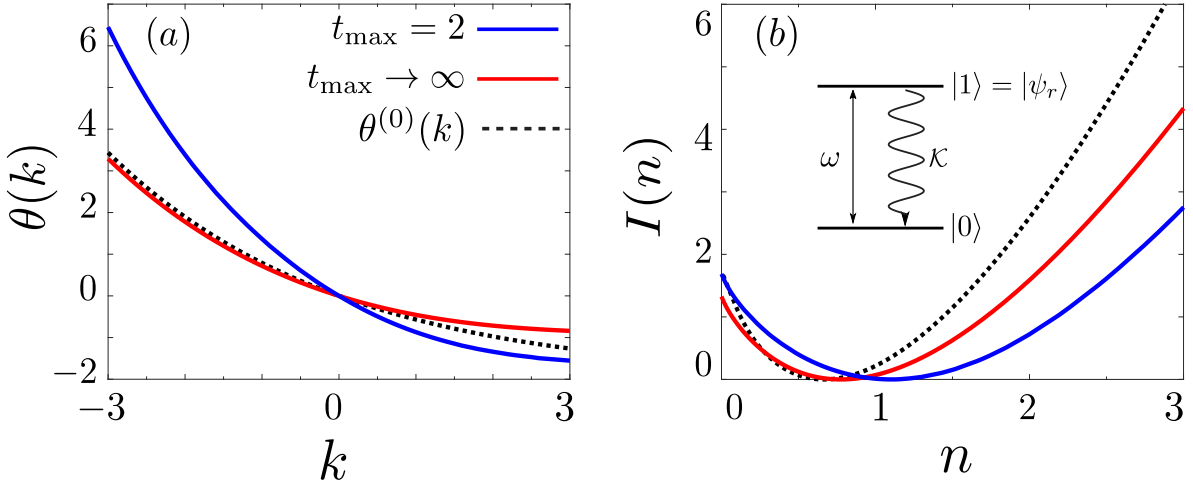 (a)
t_max = 2
t_max → ∞
θ^(0)(k)
θ(k)
6
4
2
0
−2
−3
0
3
k
(b)
|1⟩ = |ψ_r⟩
ω
𝒦
|0⟩
I(n)
6
4
2
0
0
1
2
3
n